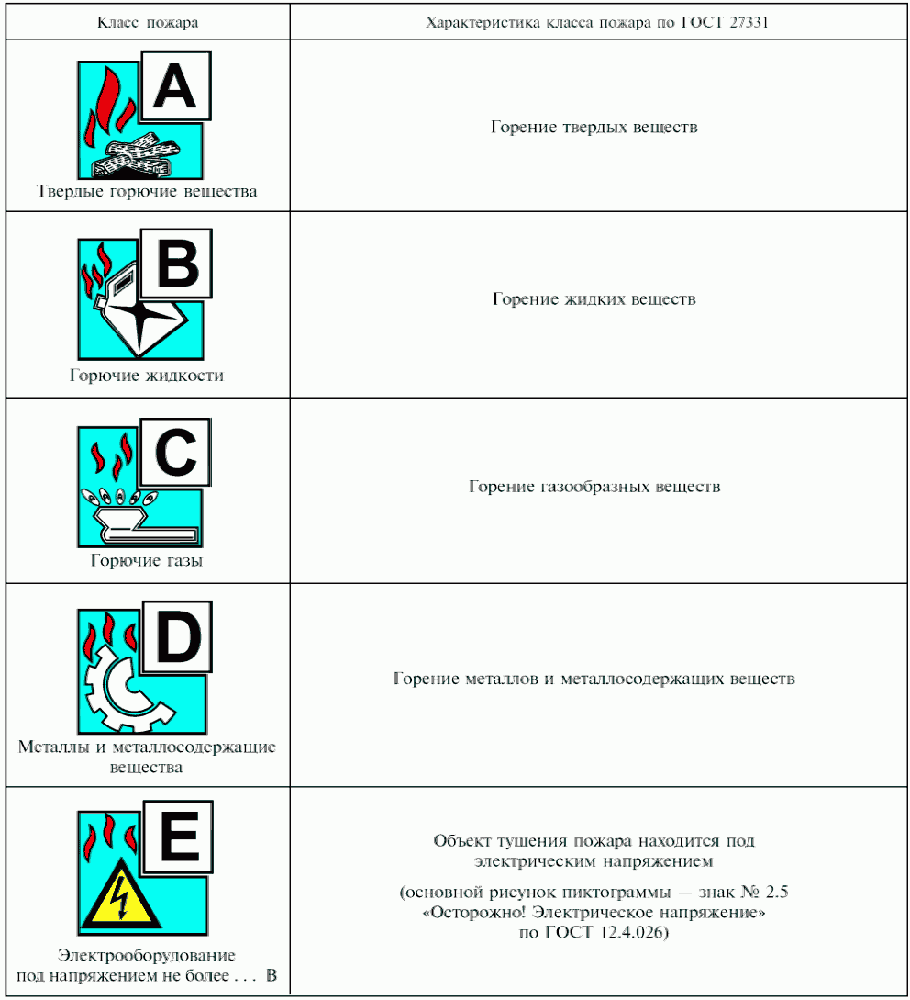 Класс пожара
Характеристика класса пожара по ГОСТ 27331
A
Твердые горючие вещества
Горение твердых веществ
B
Горючие жидкости
Горение жидких веществ
C
Горючие газы
Горение газообразных веществ
D
Металлы и металлосодержащие
вещества
Горение металлов и металлосодержащих веществ
E
Электрооборудование
под напряжением не более . . . В
Объект тушения пожара находится под
электрическим напряжением
(основной рисунок пиктограммы — знак № 2.5
«Осторожно! Электрическое напряжение»
по ГОСТ 12.4.026)